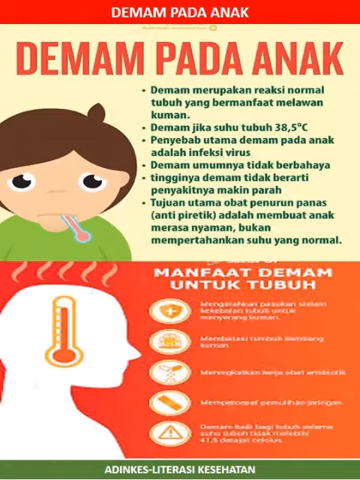 DEMAM PADA ANAK
DEMAM PADA ANAK
• Demam merupakan reaksi normal
tubuh yang bermanfaat melawan
kuman.
• Demam jika suhu tubuh 38,5°C
• Penyebab utama demam pada anak
adalah infeksi virus
• Demam umumnya tidak berbahaya
• tingginya demam tidak berarti
penyakitnya makin parah
• Tujuan utama obat penurun panas
(anti piretik) adalah membuat anak
merasa nyaman, bukan
mempertahankan suhu yang normal.
MANFAAT DEMAM
UNTUK TUBUH
Mengerahkan pasukan sistem
kekebalan tubuh untuk
menyerang kuman.
Membatasi tumbuh kembang
kuman.
Meningkatkan kerja obat antibiotik
Mempercepat pemulihan jaringan.
Demam baik bagi tubuh selama
suhu tubuh tidak melebihi
41,6 derajat celcius.
ADINKES-LITERASI KESEHATAN